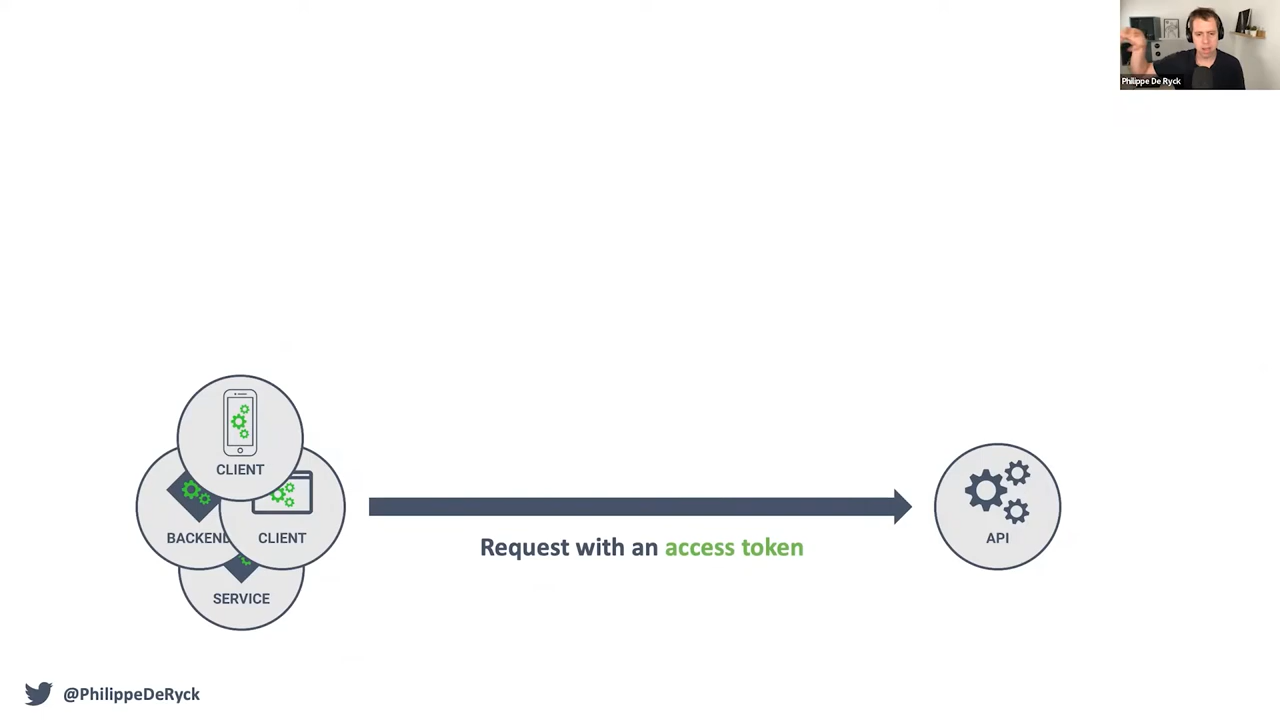 Philippe De Ryck
CLIENT
BACKEND
CLIENT
SERVICE
Request with an access token
API
@PhilippeDeRyck